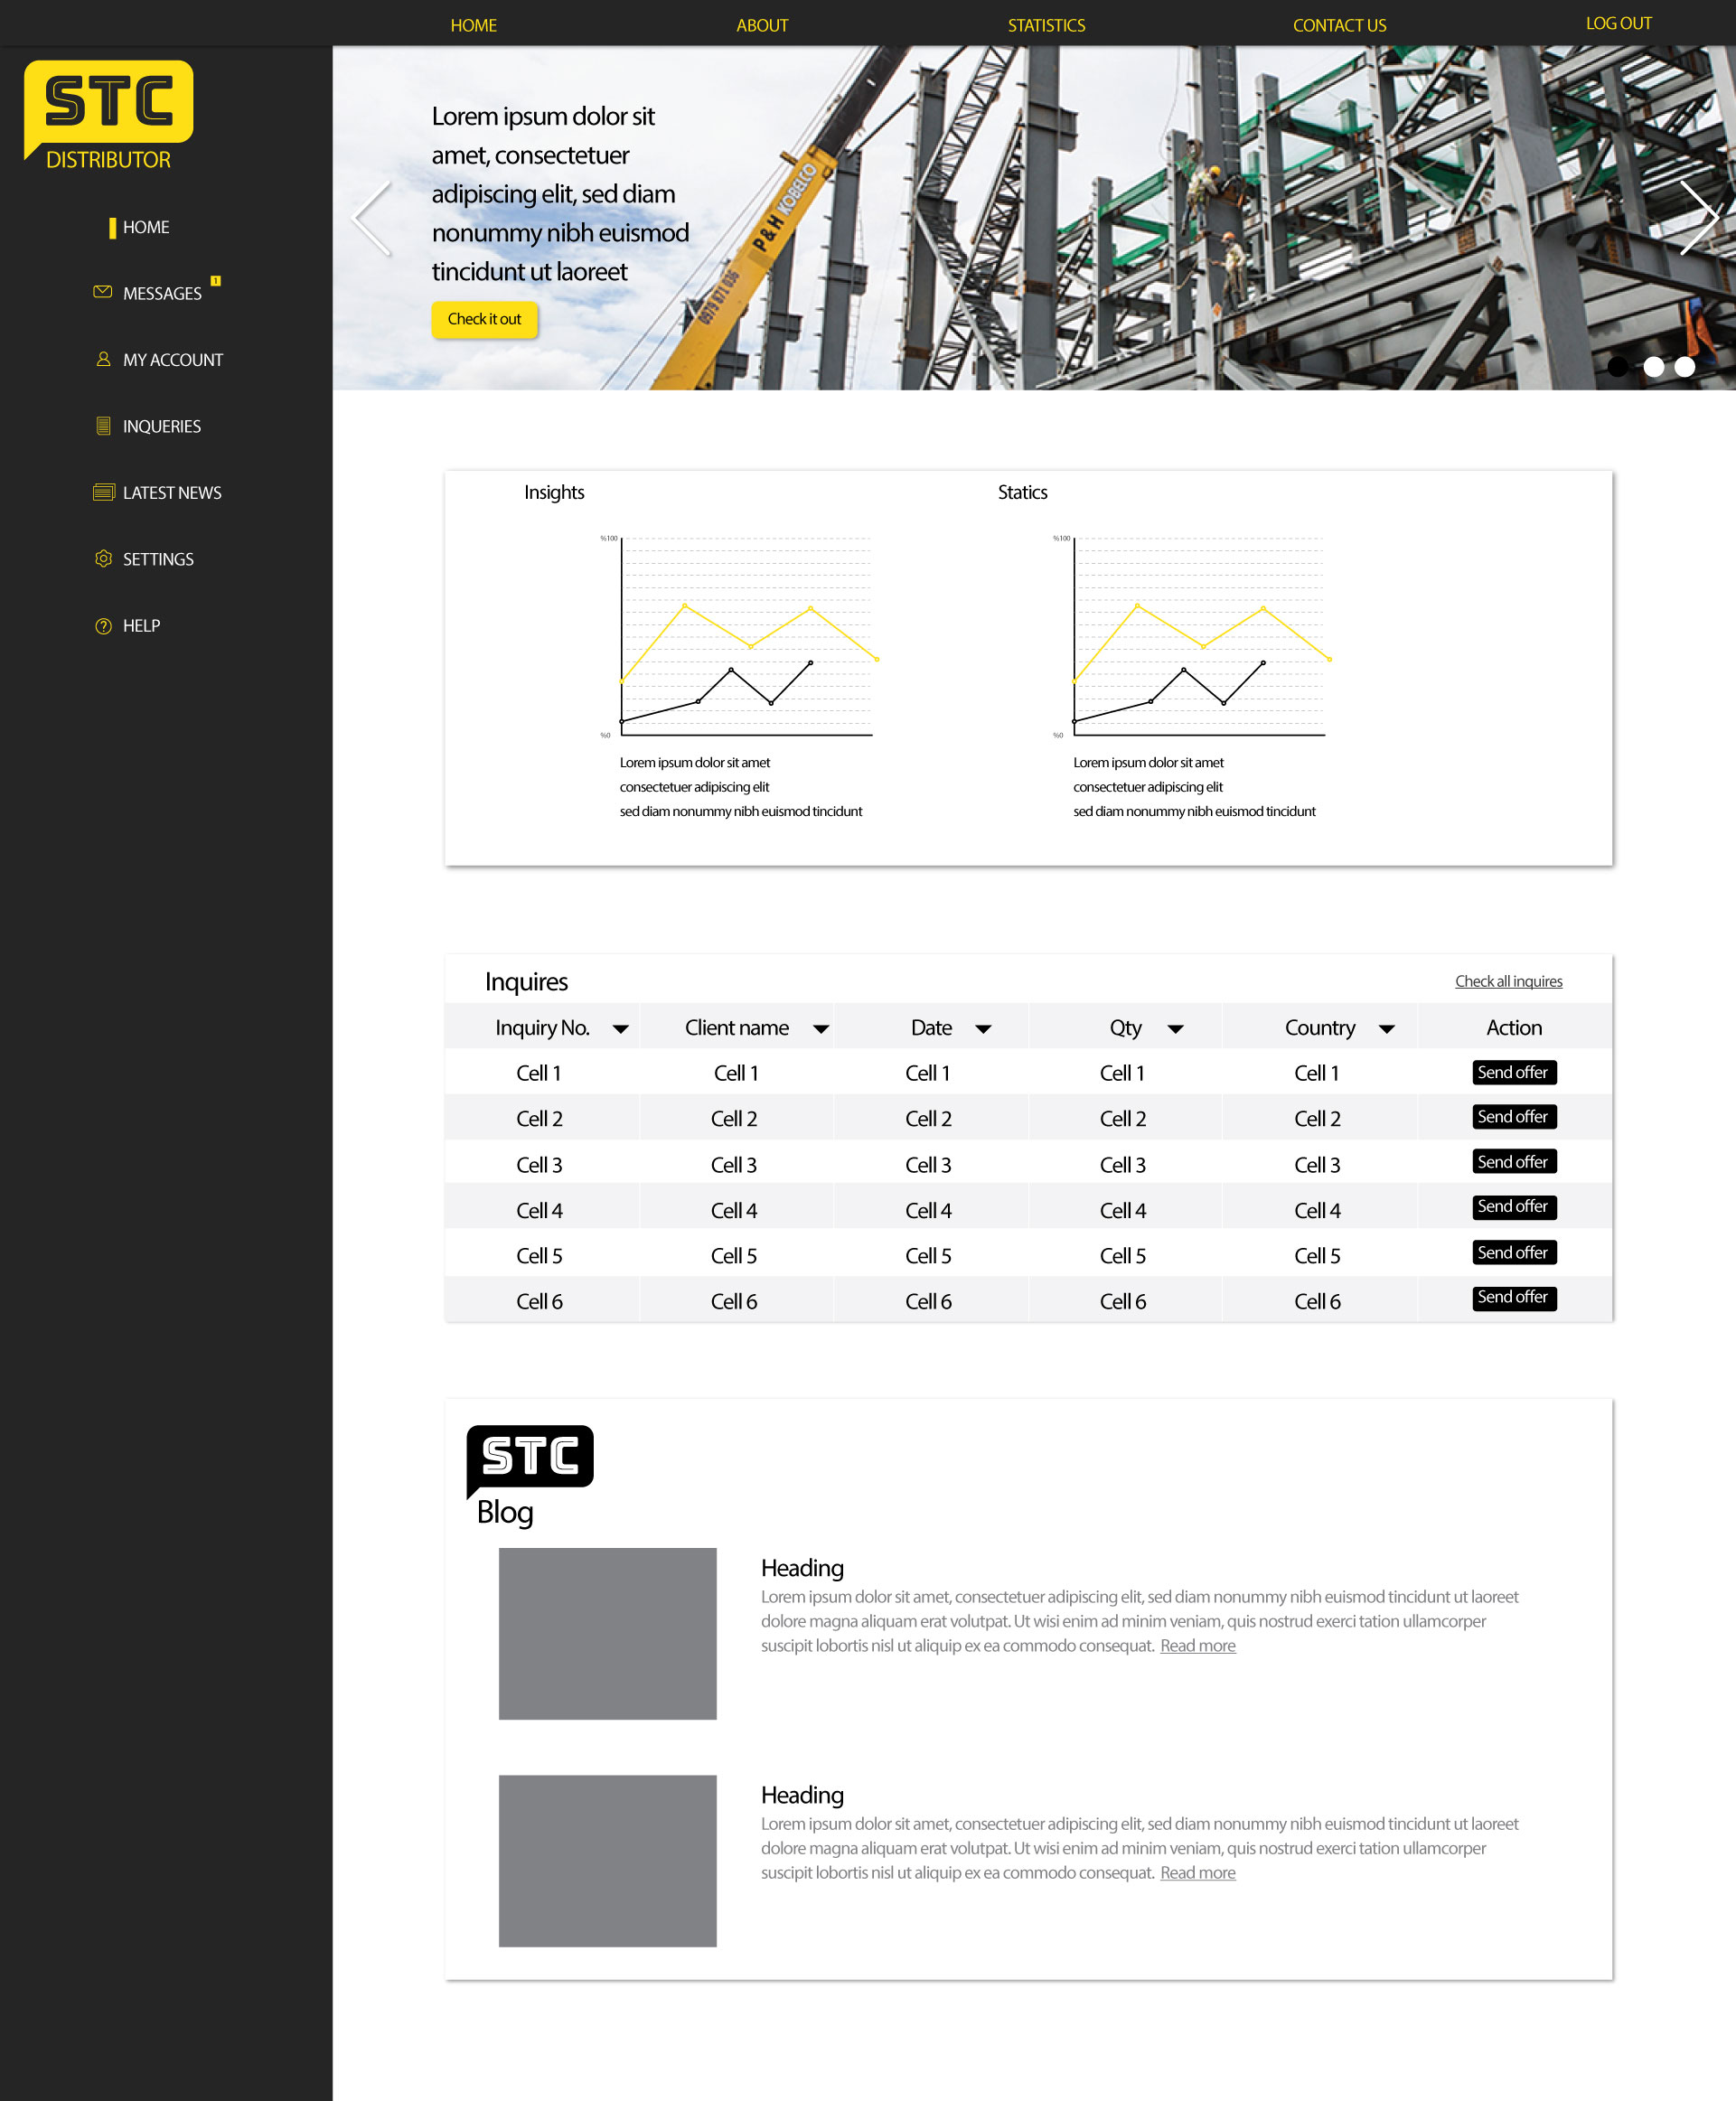 HOME ABOUT STATISTICS CONTACT US LOG OUT
STC
DISTRIBUTOR
HOME
MESSAGES 1
MY ACCOUNT
INQUERIES
LATEST NEWS
SETTINGS
HELP
Lorem ipsum dolor sit
amet, consectetuer
adipiscing elit, sed diam
nonummy nibh euismod
tincidunt ut laoreet
Check it out
P&H KOBELCO
0979 871 036
Insights
%100
%0
Lorem ipsum dolor sit amet
consectetuer adipiscing elit
sed diam nonummy nibh euismod tincidunt
Statics
%100
%0
Lorem ipsum dolor sit amet
consectetuer adipiscing elit
sed diam nonummy nibh euismod tincidunt
Inquires Check all inquires
Inquiry No. Client name Date Qty Country Action
Cell 1 Cell 1 Cell 1 Cell 1 Cell 1 Send offer
Cell 2 Cell 2 Cell 2 Cell 2 Cell 2 Send offer
Cell 3 Cell 3 Cell 3 Cell 3 Cell 3 Send offer
Cell 4 Cell 4 Cell 4 Cell 4 Cell 4 Send offer
Cell 5 Cell 5 Cell 5 Cell 5 Cell 5 Send offer
Cell 6 Cell 6 Cell 6 Cell 6 Cell 6 Send offer
STC
Blog
Heading
Lorem ipsum dolor sit amet, consectetuer adipiscing elit, sed diam nonummy nibh euismod tincidunt ut laoreet
dolore magna aliquam erat volutpat. Ut wisi enim ad minim veniam, quis nostrud exerci tation ullamcorper
suscipit lobortis nisl ut aliquip ex ea commodo consequat. Read more
Heading
Lorem ipsum dolor sit amet, consectetuer adipiscing elit, sed diam nonummy nibh euismod tincidunt ut laoreet
dolore magna aliquam erat volutpat. Ut wisi enim ad minim veniam, quis nostrud exerci tation ullamcorper
suscipit lobortis nisl ut aliquip ex ea commodo consequat. Read more